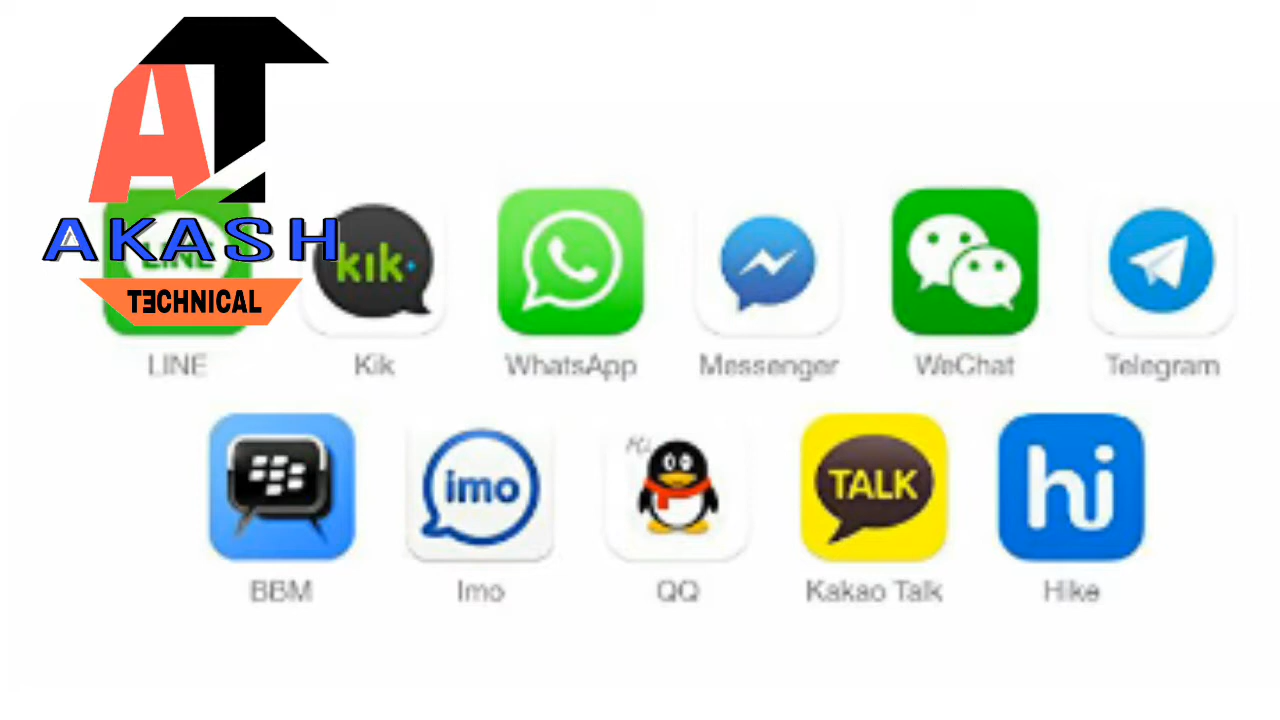 AT
AKASH
TECHNICAL
LINE
kik
TALK
imo
hi
Hi
LINE
Kik
WhatsApp
Messenger
WeChat
Telegram
BBM
Imo
QQ
Kakao Talk
Hike